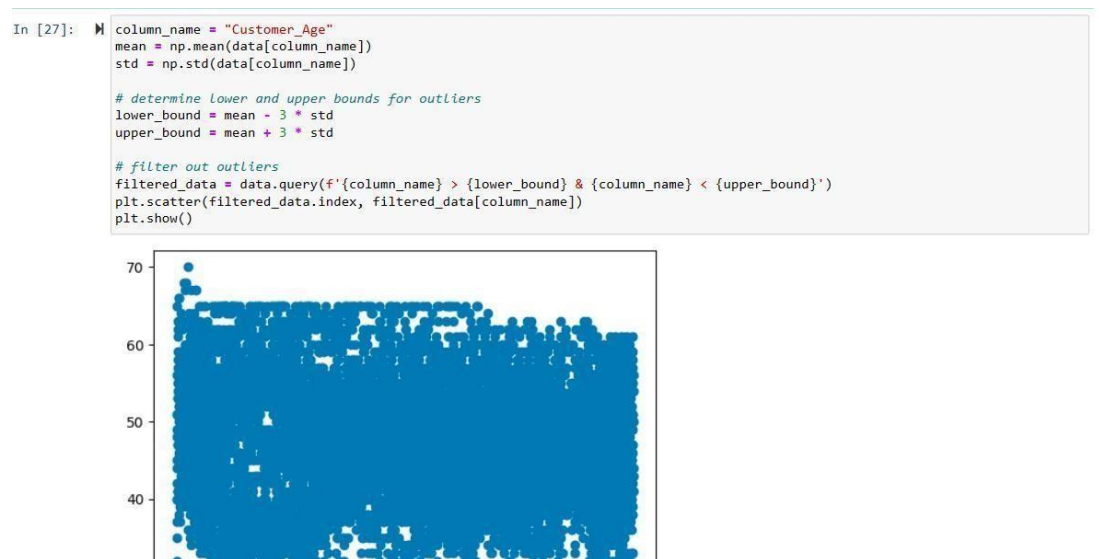 In [27]:
column_name = "Customer_Age"
mean = np.mean(data[column_name])
std = np.std(data[column_name])
# determine lower and upper bounds for outliers
lower_bound = mean - 3 * std
upper_bound = mean + 3 * std
# filter out outliers
filtered_data = data.query(f'{column_name} > {lower_bound} & {column_name} < {upper_bound}')
plt.scatter(filtered_data.index, filtered_data[column_name])
plt.show()
70
60
50
40